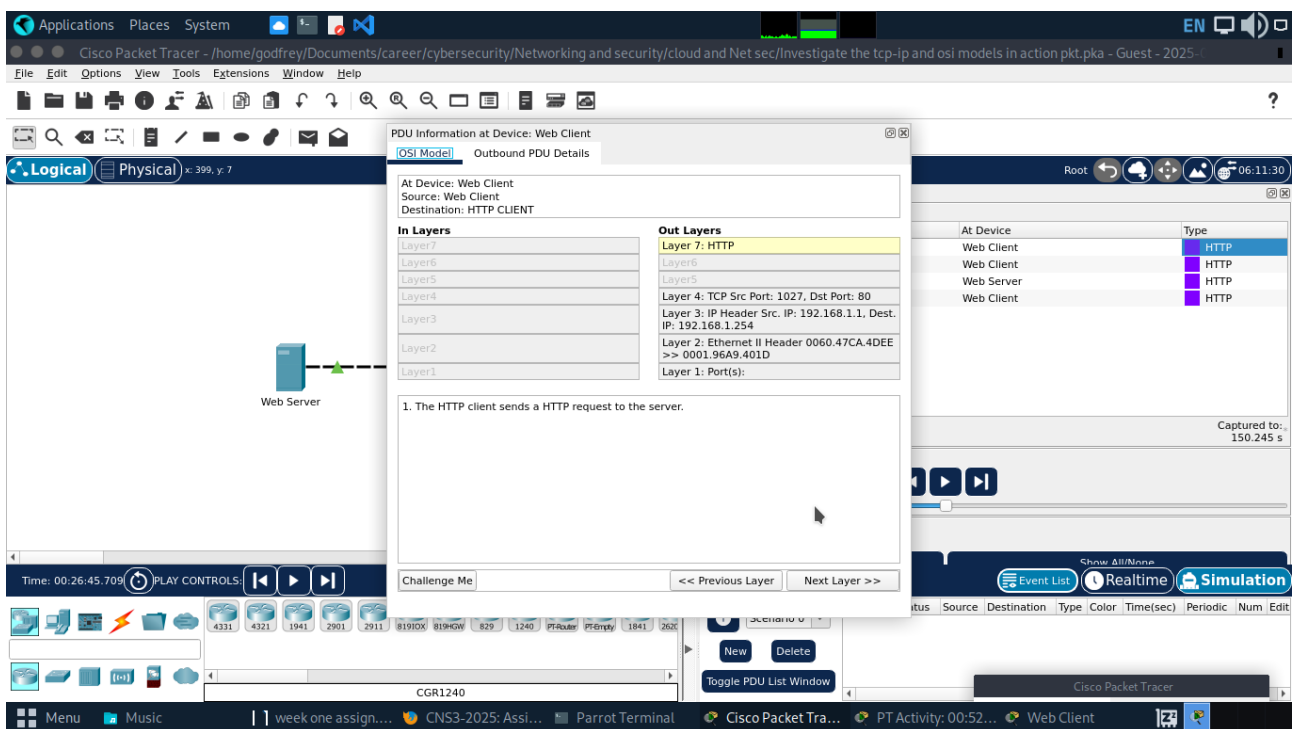 Applications Places System
EN
Cisco Packet Tracer - /home/godfrey/Documents/career/cybersecurity/Networking and security/cloud and Net sec/Investigate the tcp-ip and osi models in action pkt.pka - Guest - 2025-
File Edit Options View Tools Extensions Window Help
?
PDU Information at Device: Web Client
OSI Model Outbound PDU Details
Logical Physical x: 399, y: 7
Root 06:11:30
At Device: Web Client
Source: Web Client
Destination: HTTP CLIENT
In Layers
Layer7
Layer6
Layer5
Layer4
Layer3
Layer2
Layer1
Out Layers
Layer 7: HTTP
Layer6
Layer5
Layer 4: TCP Src Port: 1027, Dst Port: 80
Layer 3: IP Header Src. IP: 192.168.1.1, Dest. IP: 192.168.1.254
Layer 2: Ethernet II Header 0060.47CA.4DEE >> 0001.96A9.401D
Layer 1: Port(s):
At Device Type
Web Client HTTP
Web Client HTTP
Web Server HTTP
Web Client HTTP
Web Server
1. The HTTP client sends a HTTP request to the server.
Captured to:
150.245 s
Challenge Me << Previous Layer Next Layer >>
Show All/None
Time: 00:26:45.709 PLAY CONTROLS:
Event List Realtime Simulation
4331 4321 1941 2901 2911 819IOX 819HGW 829 1240 PT-Router PT-Empty 1841 2620
Scenario 0
tus Source Destination Type Color Time(sec) Periodic Num Edit
New Delete
Toggle PDU List Window
CGR1240
Cisco Packet Tracer
Menu Music week one assign.... CNS3-2025: Assi... Parrot Terminal Cisco Packet Tra... PT Activity: 00:52... Web Client